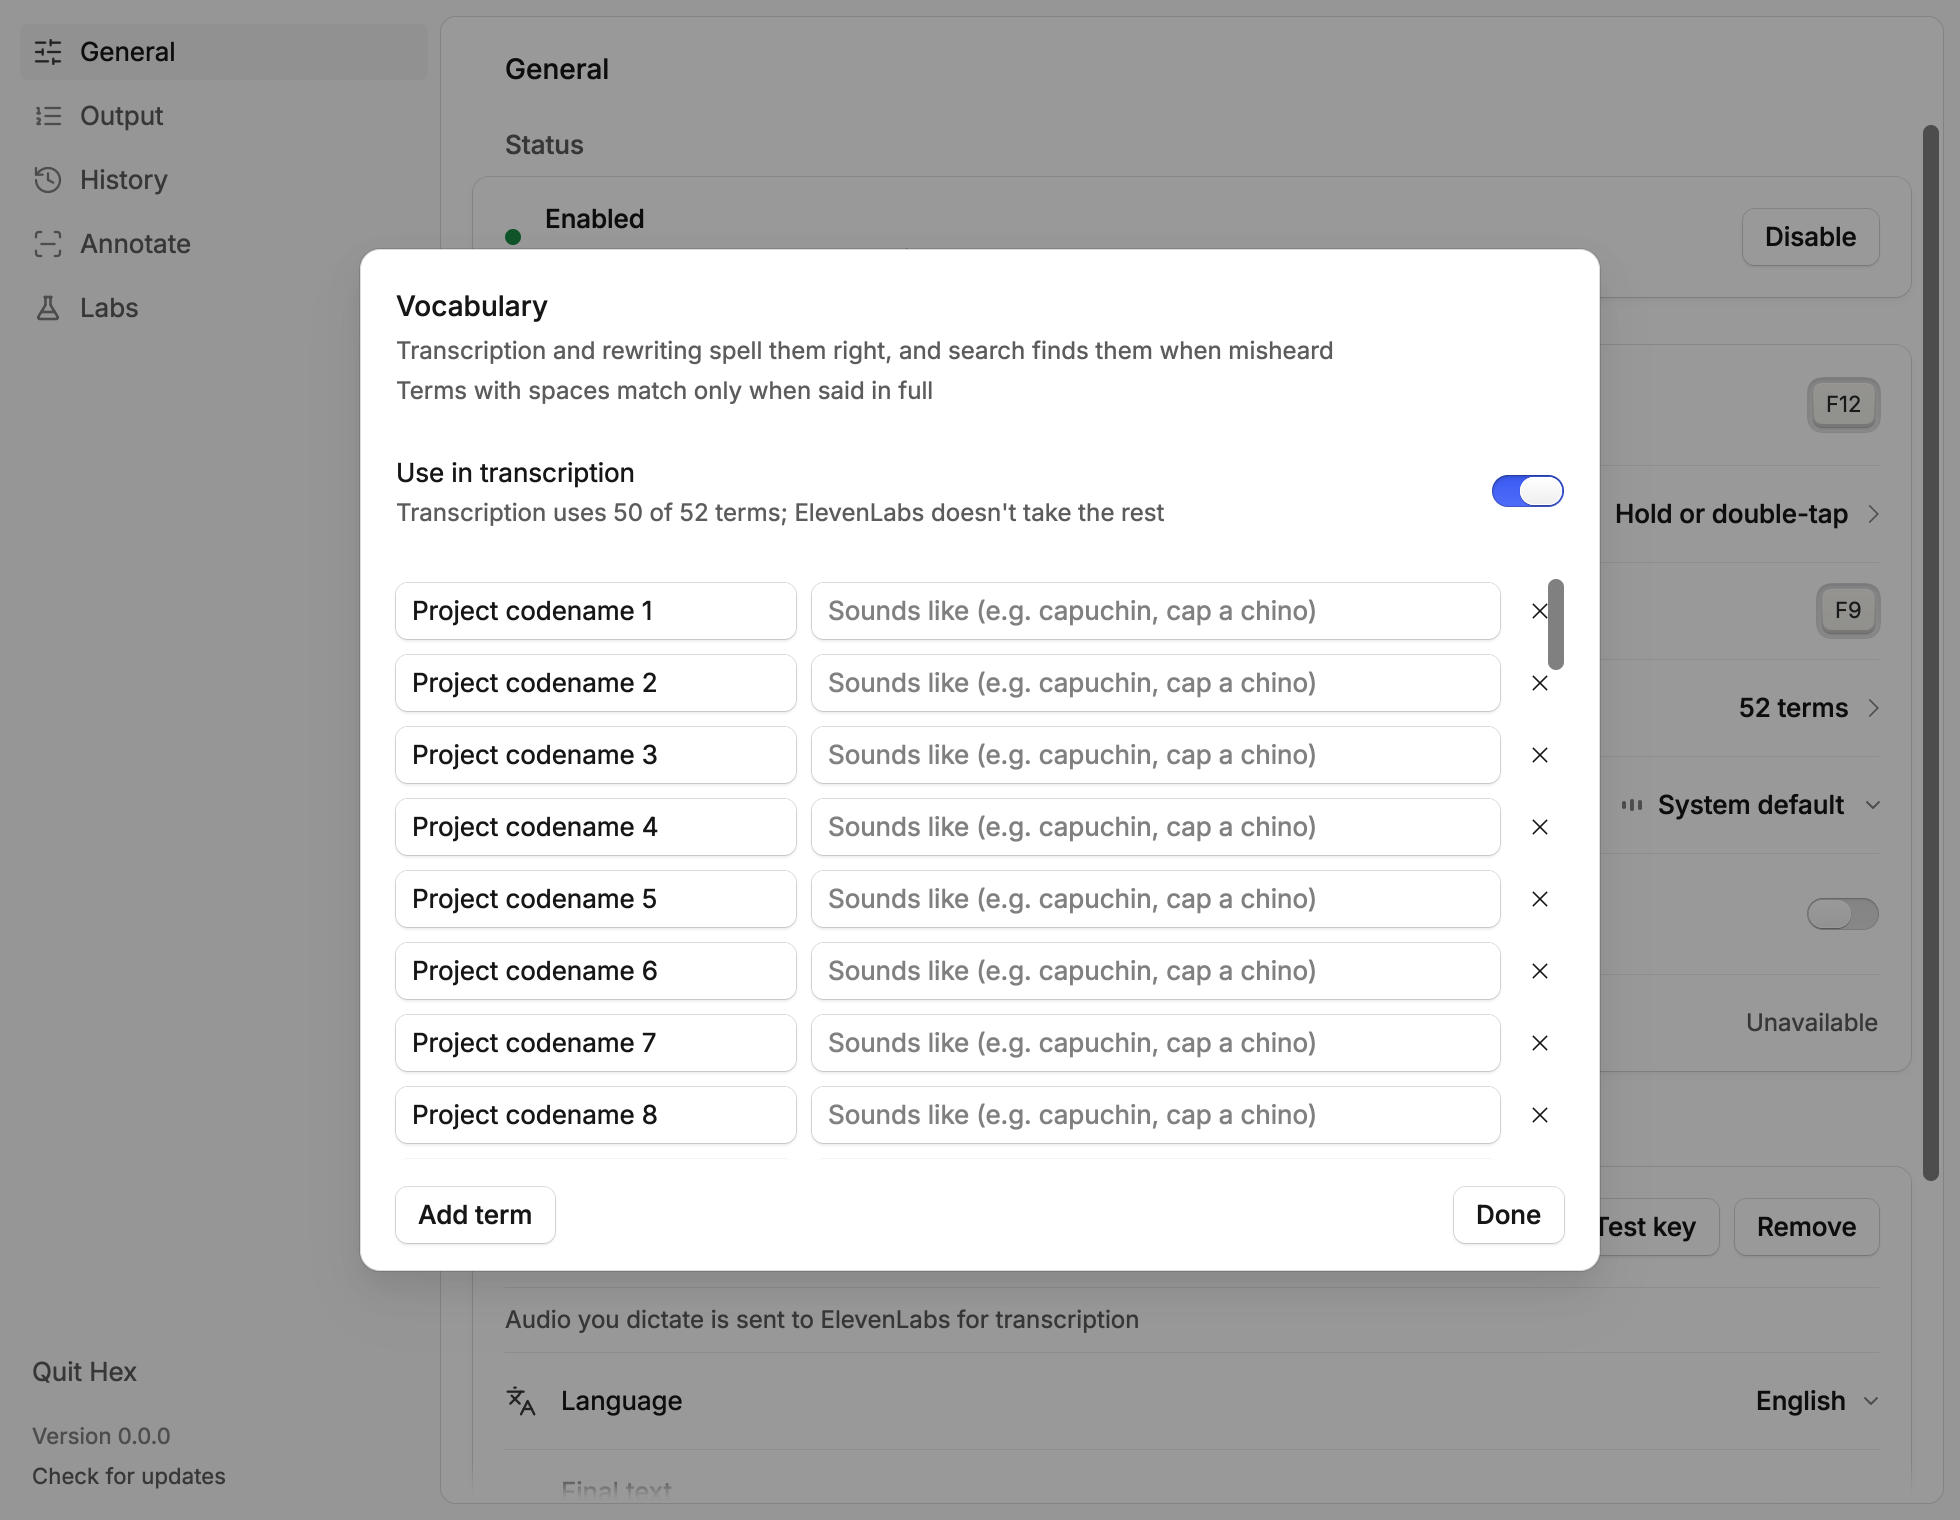 General
Output
History
Annotate
Labs
Quit Hex
Version 0.0.0
Check for updates
General
Status
Enabled
Disable
F12
Hold or double-tap
F9
52 terms
System default
Unavailable
Test key
Remove
Audio you dictate is sent to ElevenLabs for transcription
Language
English
Final text
Vocabulary
Transcription and rewriting spell them right, and search finds them when misheard
Terms with spaces match only when said in full
Use in transcription
Transcription uses 50 of 52 terms; ElevenLabs doesn't take the rest
Project codename 1 Sounds like (e.g. capuchin, cap a chino)
Project codename 2 Sounds like (e.g. capuchin, cap a chino)
Project codename 3 Sounds like (e.g. capuchin, cap a chino)
Project codename 4 Sounds like (e.g. capuchin, cap a chino)
Project codename 5 Sounds like (e.g. capuchin, cap a chino)
Project codename 6 Sounds like (e.g. capuchin, cap a chino)
Project codename 7 Sounds like (e.g. capuchin, cap a chino)
Project codename 8 Sounds like (e.g. capuchin, cap a chino)
Add term
Done